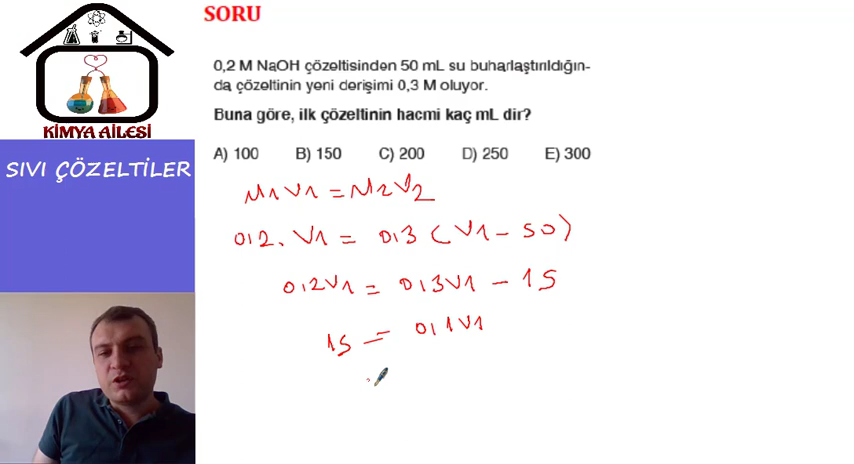 SORU
KİMYA AİLESİ
SIVI ÇÖZELTİLER
0,2 M NaOH çözeltisinden 50 mL su buharlaştırıldığın-
da çözeltinin yeni derişimi 0,3 M oluyor.
Buna göre, ilk çözeltinin hacmi kaç mL dir?
A) 100 B) 150 C) 200 D) 250 E) 300
M1V1 = M2V2
0,2. V1 = 0,3 (V1 - 50)
0,2V1 = 0,3V1 - 15
15 = 0,1V1